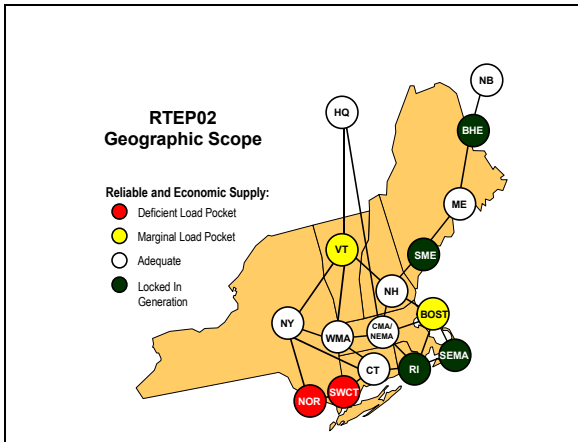 NB
HQ
RTEP02
Geographic Scope
BHE
Reliable and Economic Supply:
Deficient Load Pocket
Marginal Load Pocket
Adequate
Locked In
Generation
ME
VT
SME
NH
NY
WMA
CMA/
NEMA
BOST
CT
RI
SEMA
NOR
SWCT